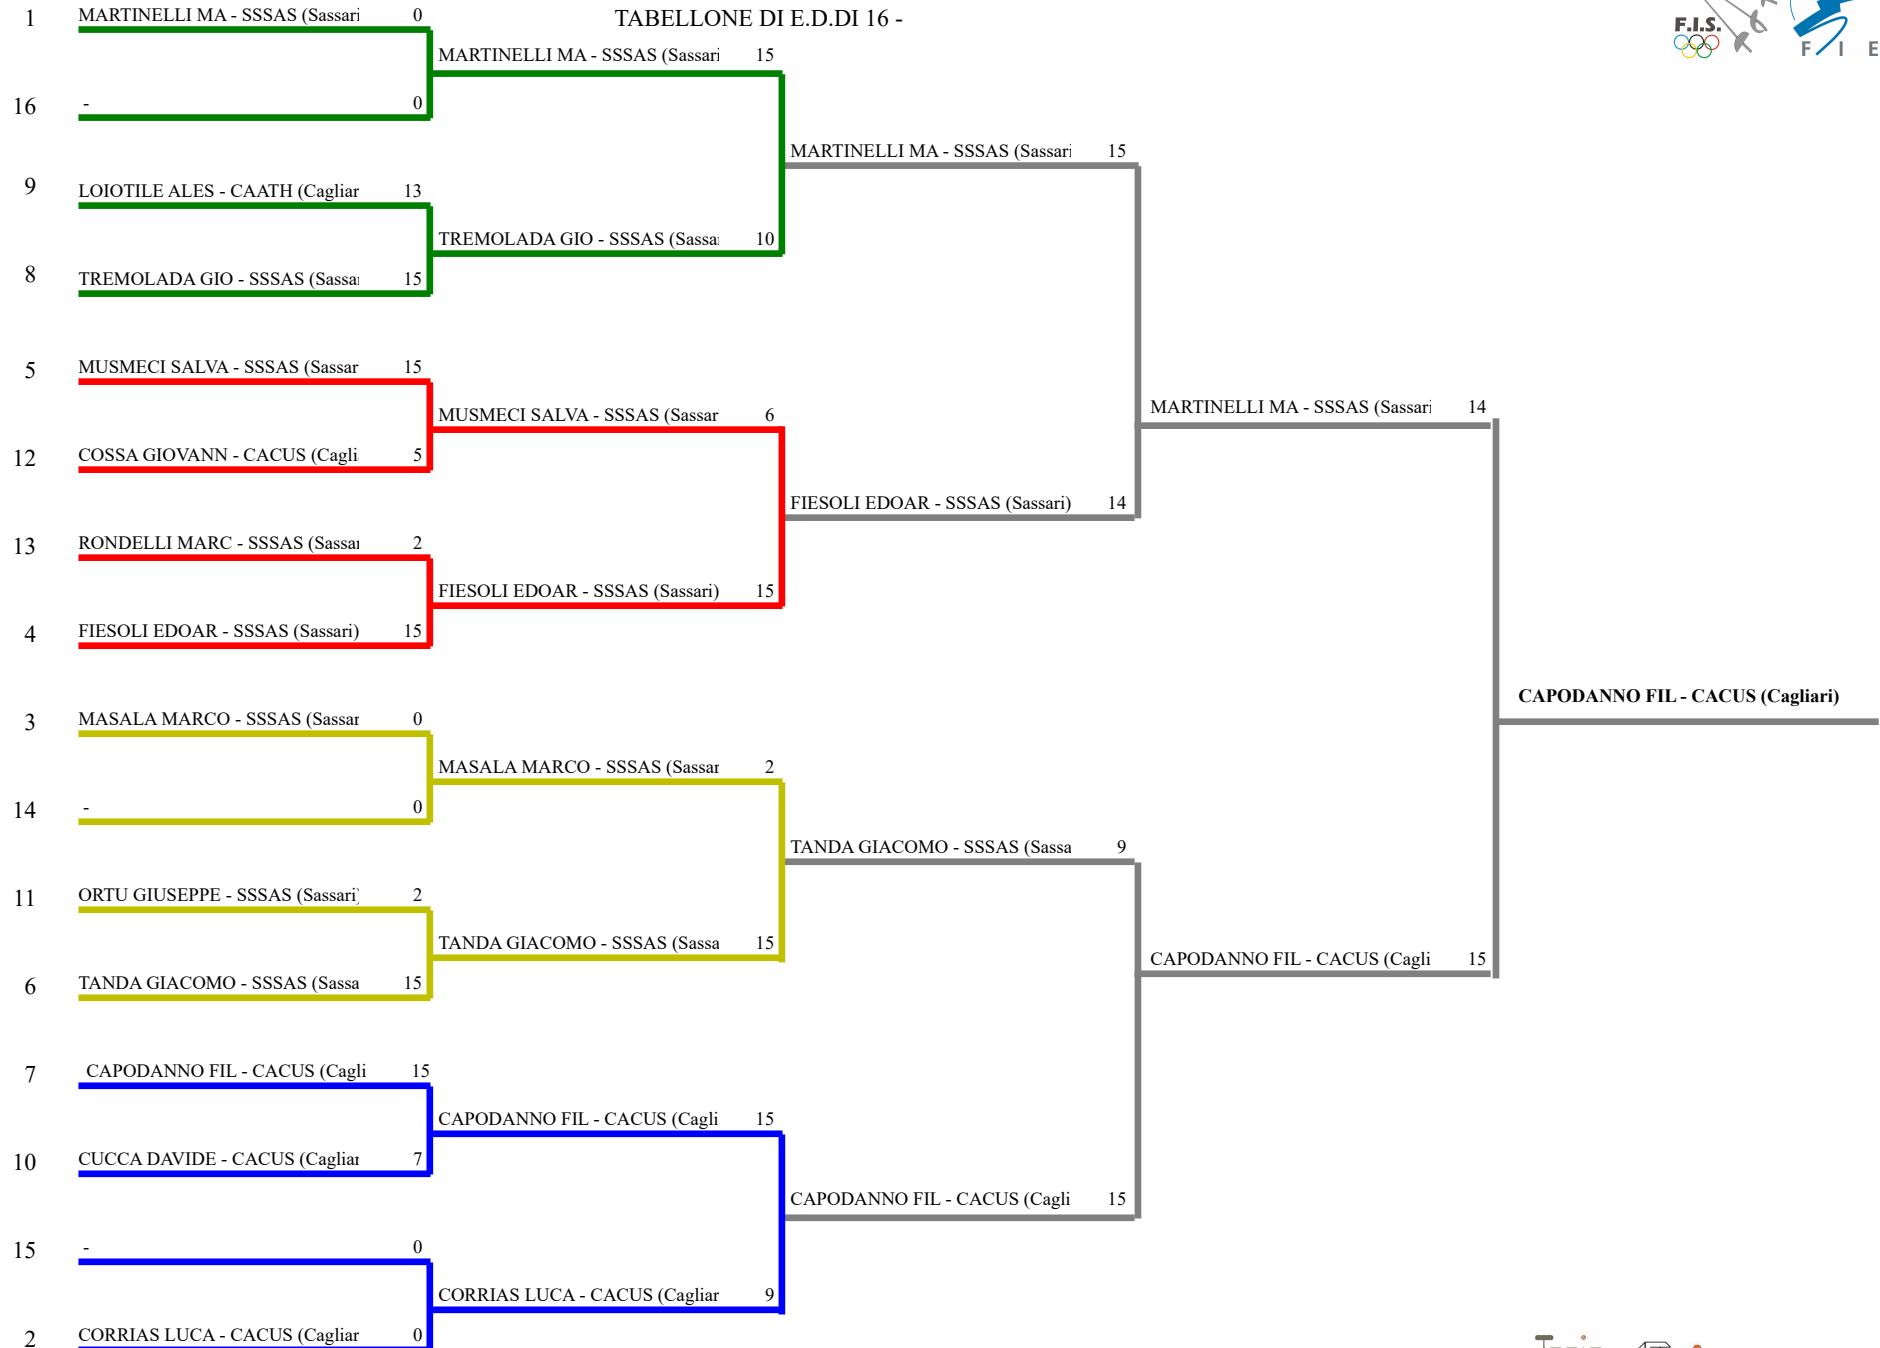 TABELLONE DI E.D.DI 16 -
F.I.S.
F I E
1 MARTINELLI MA - SSSAS (Sassari 0
MARTINELLI MA - SSSAS (Sassari 15
16 - 0
MARTINELLI MA - SSSAS (Sassari 15
9 LOIOTILE ALES - CAATH (Cagliar 13
TREMOLADA GIO - SSSAS (Sassa 10
8 TREMOLADA GIO - SSSAS (Sassa 15
5 MUSMECI SALVA - SSSAS (Sassar 15
MUSMECI SALVA - SSSAS (Sassar 6
MARTINELLI MA - SSSAS (Sassari 14
12 COSSA GIOVANN - CACUS (Cagli 5
FIESOLI EDOAR - SSSAS (Sassari) 14
13 RONDELLI MARC - SSSAS (Sassa 2
FIESOLI EDOAR - SSSAS (Sassari) 15
4 FIESOLI EDOAR - SSSAS (Sassari) 15
CAPODANNO FIL - CACUS (Cagliari)
3 MASALA MARCO - SSSAS (Sassar 0
MASALA MARCO - SSSAS (Sassar 2
14 - 0
TANDA GIACOMO - SSSAS (Sassa 9
11 ORTU GIUSEPPE - SSSAS (Sassari) 2
TANDA GIACOMO - SSSAS (Sassa 15
CAPODANNO FIL - CACUS (Cagli 15
6 TANDA GIACOMO - SSSAS (Sassa 15
7 CAPODANNO FIL - CACUS (Cagli 15
CAPODANNO FIL - CACUS (Cagli 15
10 CUCCA DAVIDE - CACUS (Cagliar 7
CAPODANNO FIL - CACUS (Cagli 15
15 - 0
CORRIAS LUCA - CACUS (Cagliar 9
2 CORRIAS LUCA - CACUS (Cagliar 0